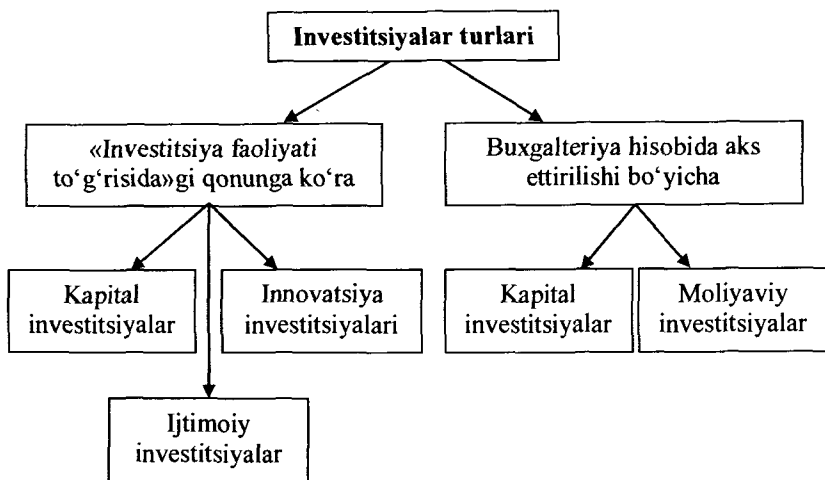 Investitsiyalar turlari
«Investitsiya faoliyati
to‘g‘risida»gi qonunga ko‘ra
Buxgalteriya hisobida aks
ettirilishi bo‘yicha
Kapital
investitsiyalar
Innovatsiya
investitsiyalari
Kapital
investitsiyalar
Moliyaviy
investitsiyalar
Ijtimoiy
investitsiyalar